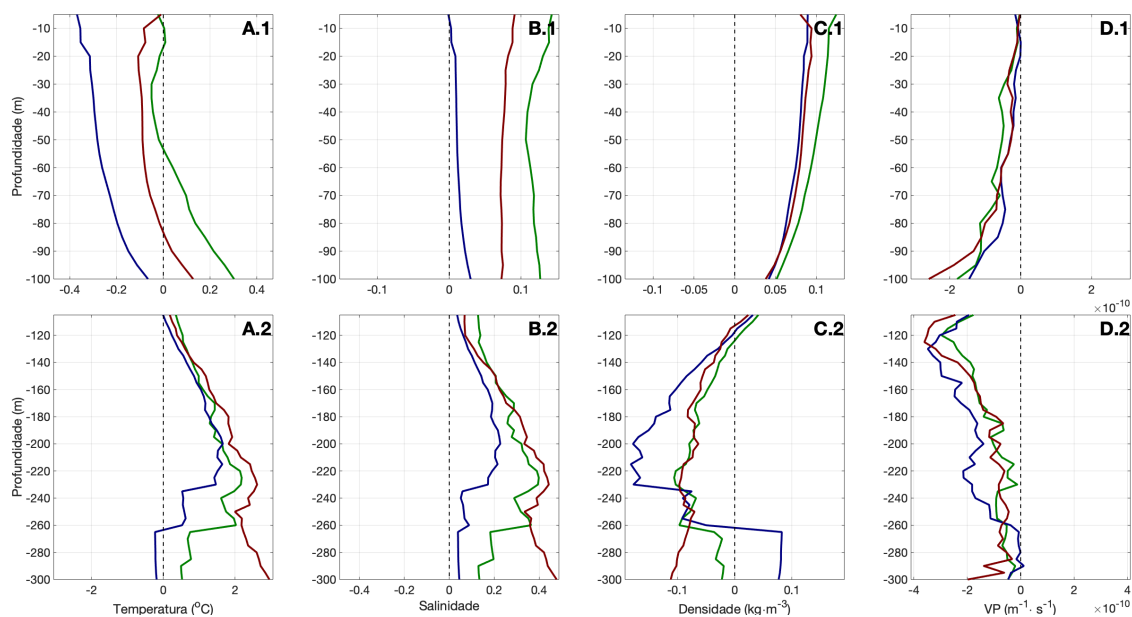 A.1
B.1
C.1
D.1
Profundidade (m)
-10
-20
-30
-40
-50
-60
-70
-80
-90
-100
-0.4 -0.2 0 0.2 0.4
-0.1 0 0.1
-0.1 -0.05 0 0.05 0.1
-2 0 2
×10⁻¹⁰
A.2
B.2
C.2
D.2
Profundidade (m)
-120
-140
-160
-180
-200
-220
-240
-260
-280
-300
-2 0 2
-0.4 -0.2 0 0.2 0.4
-0.1 0 0.1
-4 -2 0 2 4
×10⁻¹⁰
Temperatura (°C)
Salinidade
Densidade (kg·m⁻³)
VP (m⁻¹· s⁻¹)